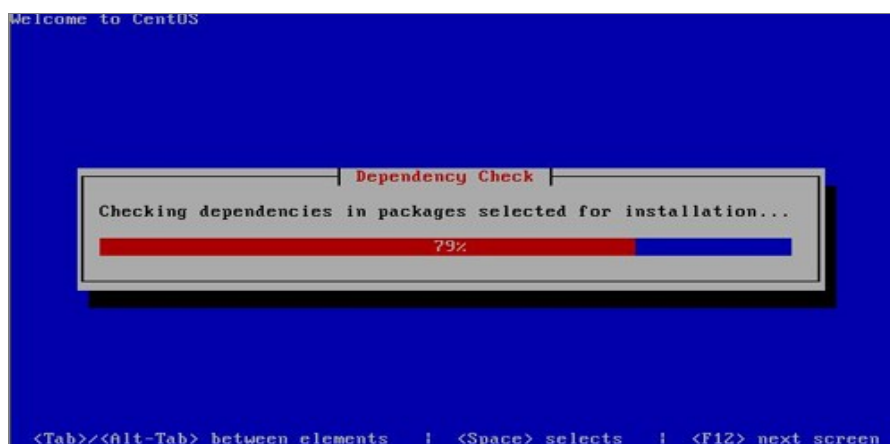 Welcome to CentOS
Dependency Check
Checking dependencies in packages selected for installation...
79%
<Tab>/<Alt-Tab> between elements | <Space> selects | <F12> next screen